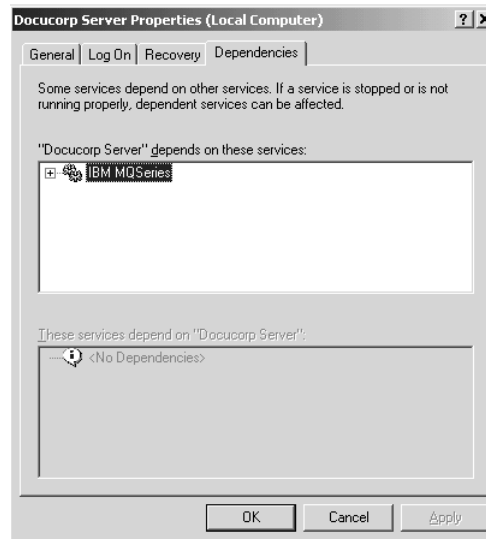 Docucorp Server Properties (Local Computer)
General
Log On
Recovery
Dependencies
Some services depend on other services. If a service is stopped or is not
running properly, dependent services can be affected.
"Docucorp Server" depends on these services:
IBM MQSeries
These services depend on "Docucorp Server":
<No Dependencies>
OK
Cancel
Apply